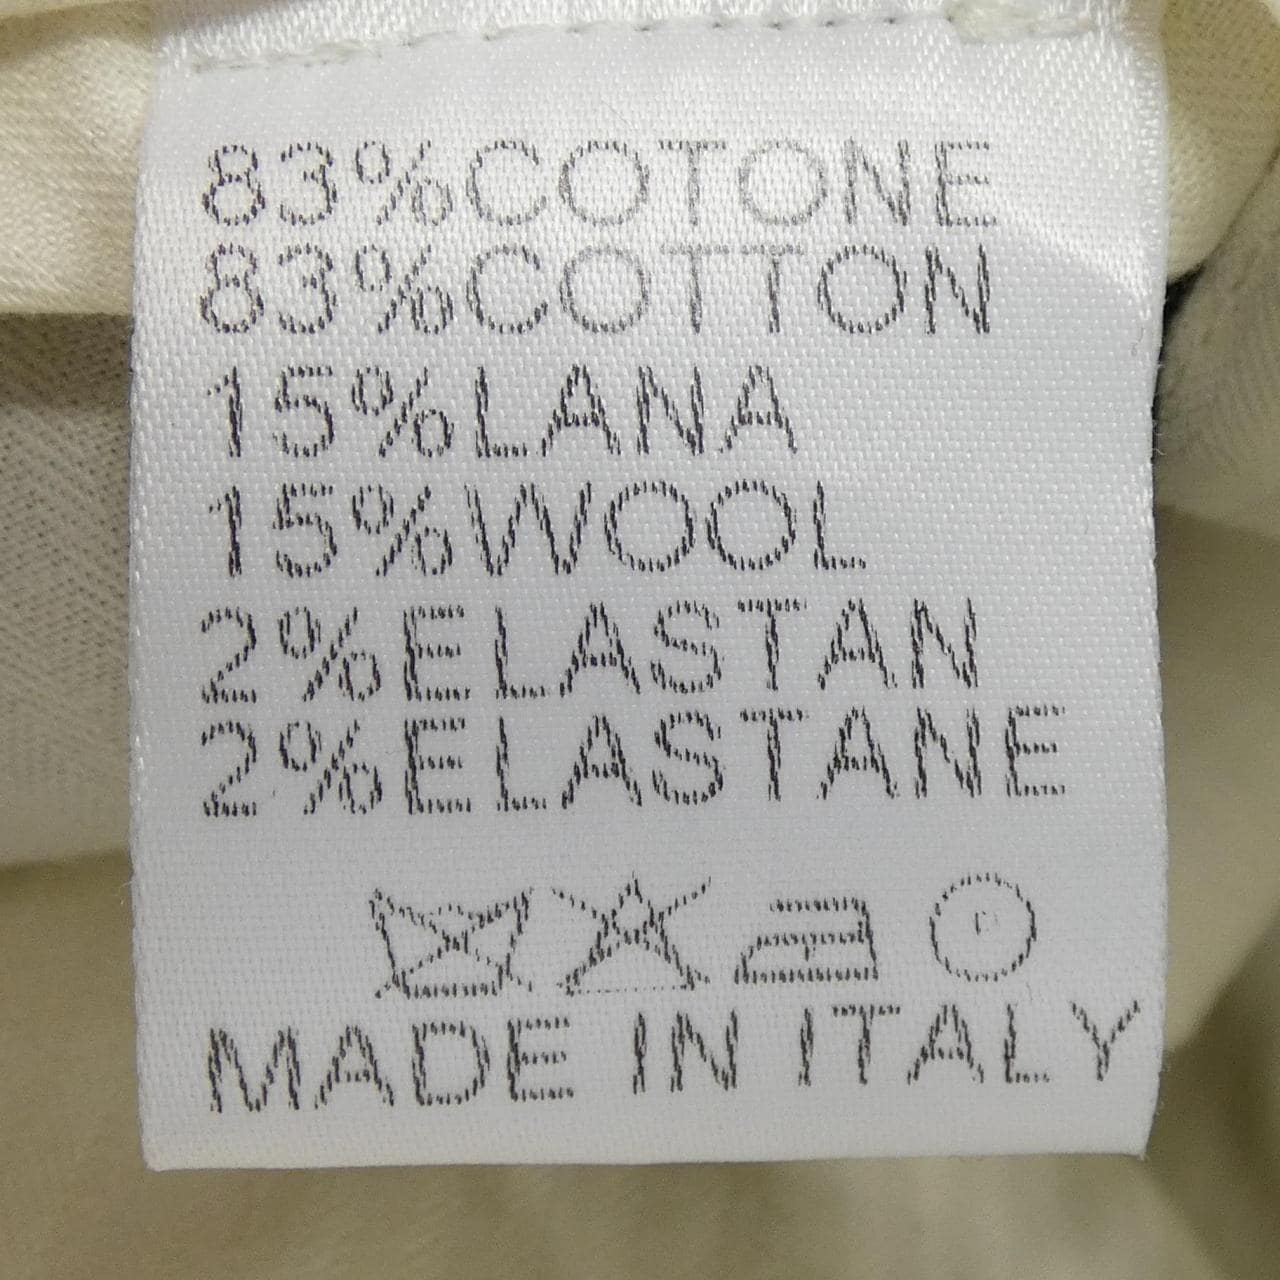 83%COTONE
83%COTTON
15%LANA
15%WOOL
2%ELASTAN
2%ELASTANE
MADE IN ITALY